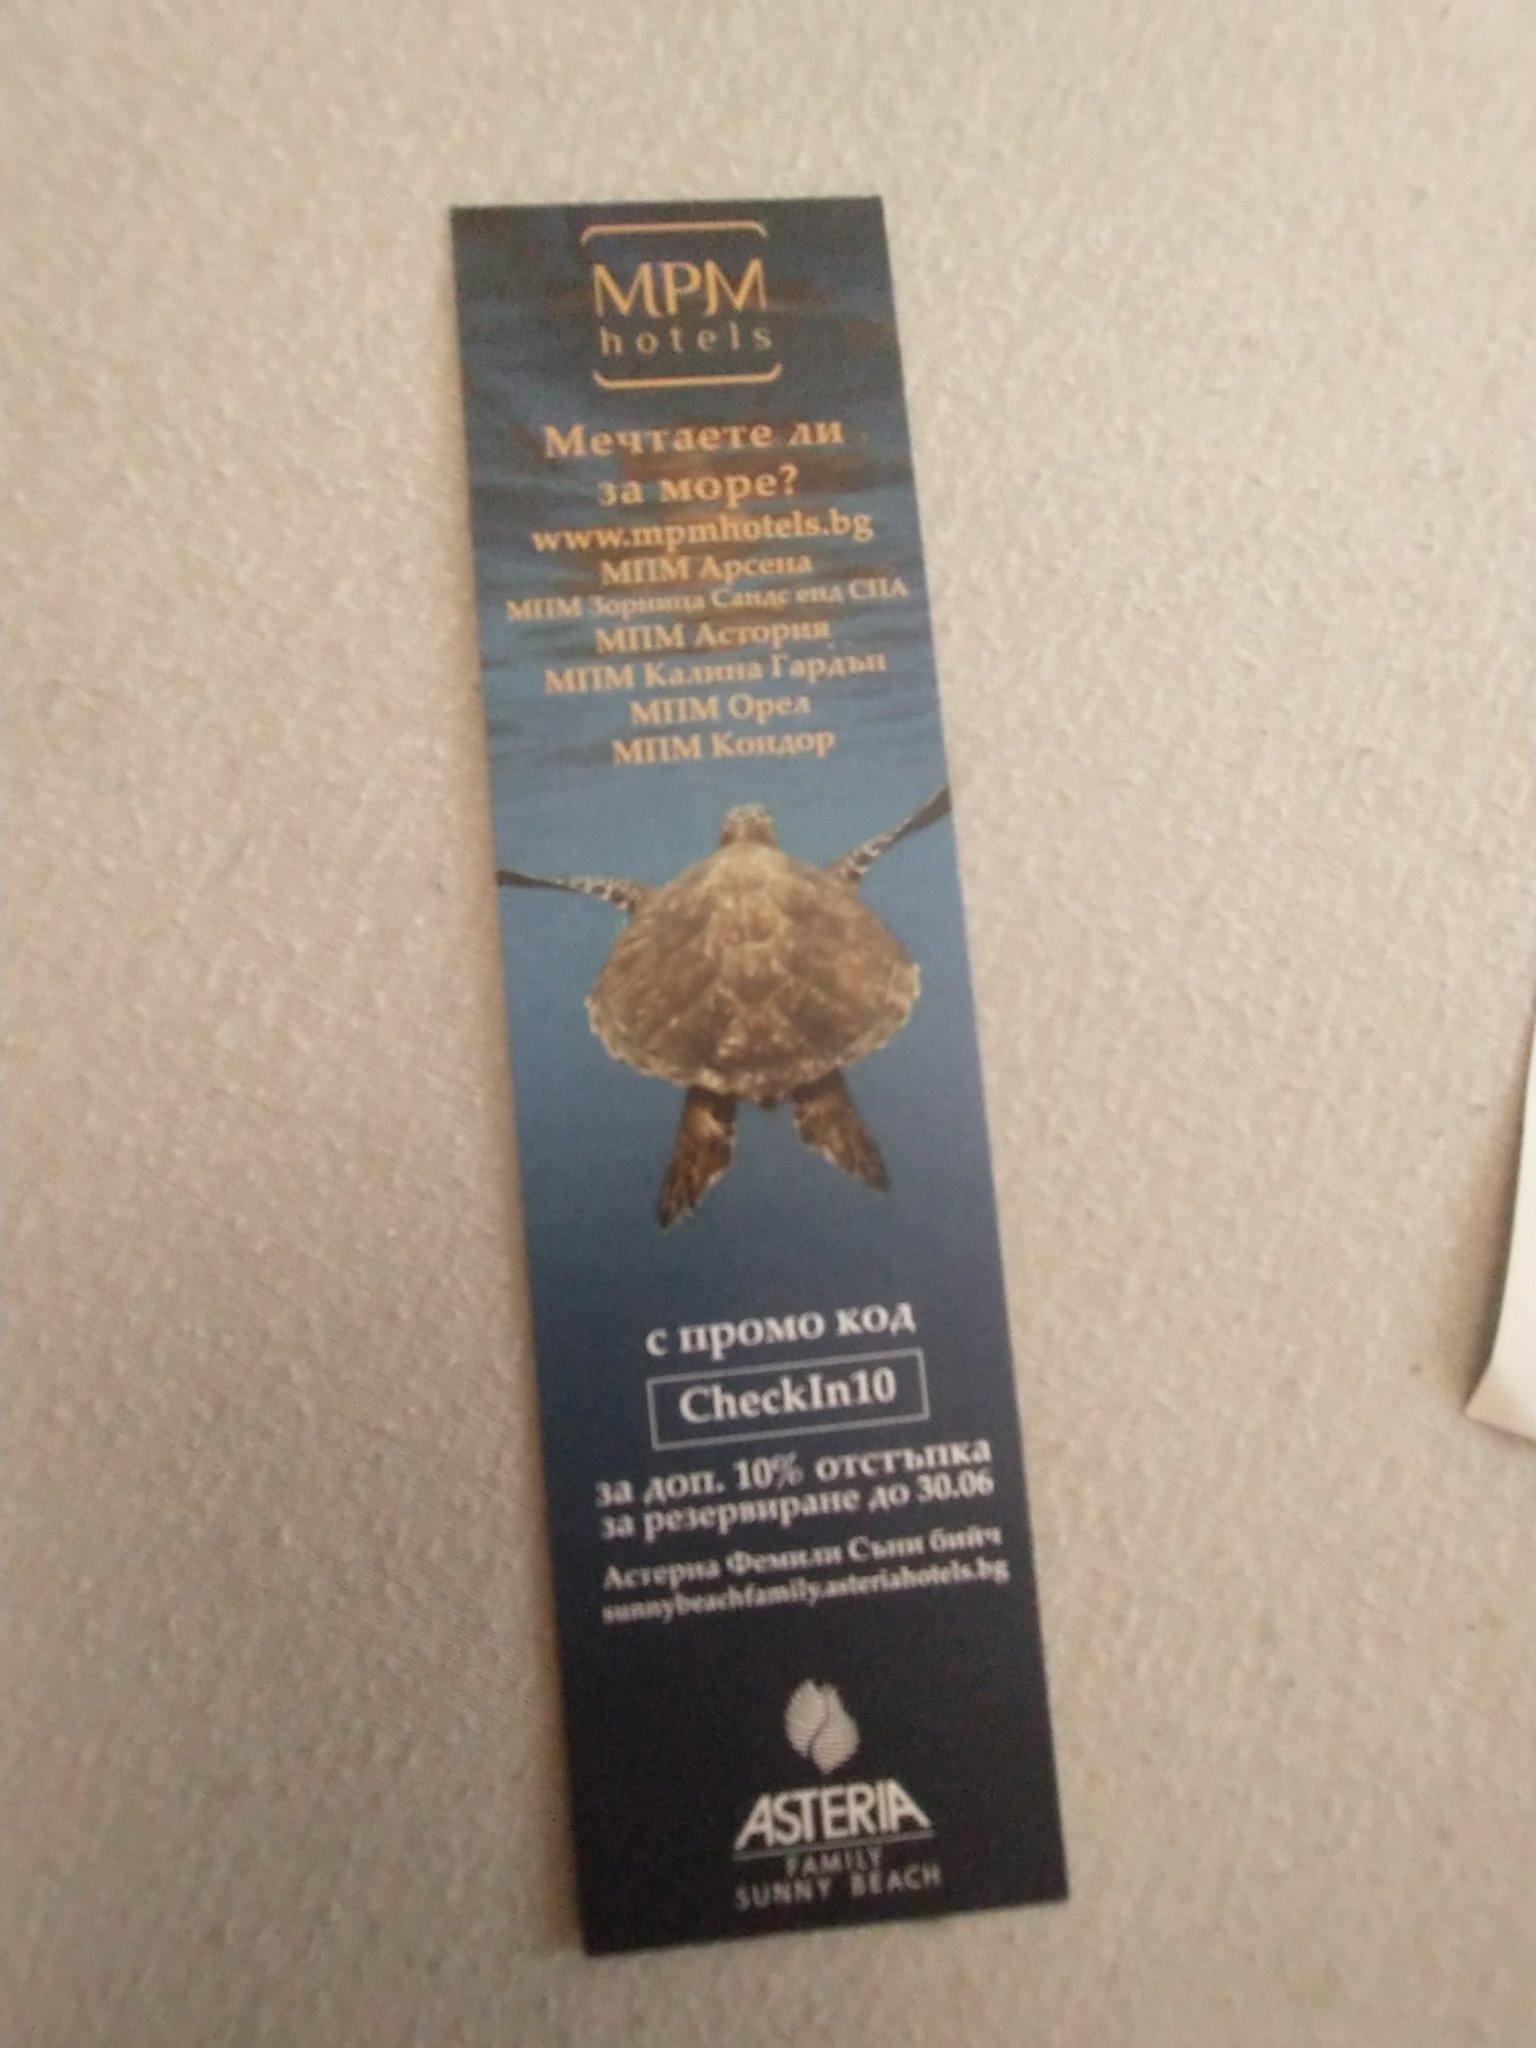 MPM
hotels
Мечтаете ли
за море?
www.mpmhotels.bg
МПМ Арсена
МПМ Зорница Сандс енд СПА
МПМ Астория
МПМ Калина Гардън
МПМ Орел
МПМ Кондор
с промо код
CheckIn10
за доп. 10% отстъпка
за резервиране до 30.06
Астериа Фемили Съни бийч
sunnybeachfamily.asteriahotels.bg
ASTERIA
FAMILY
SUNNY BEACH